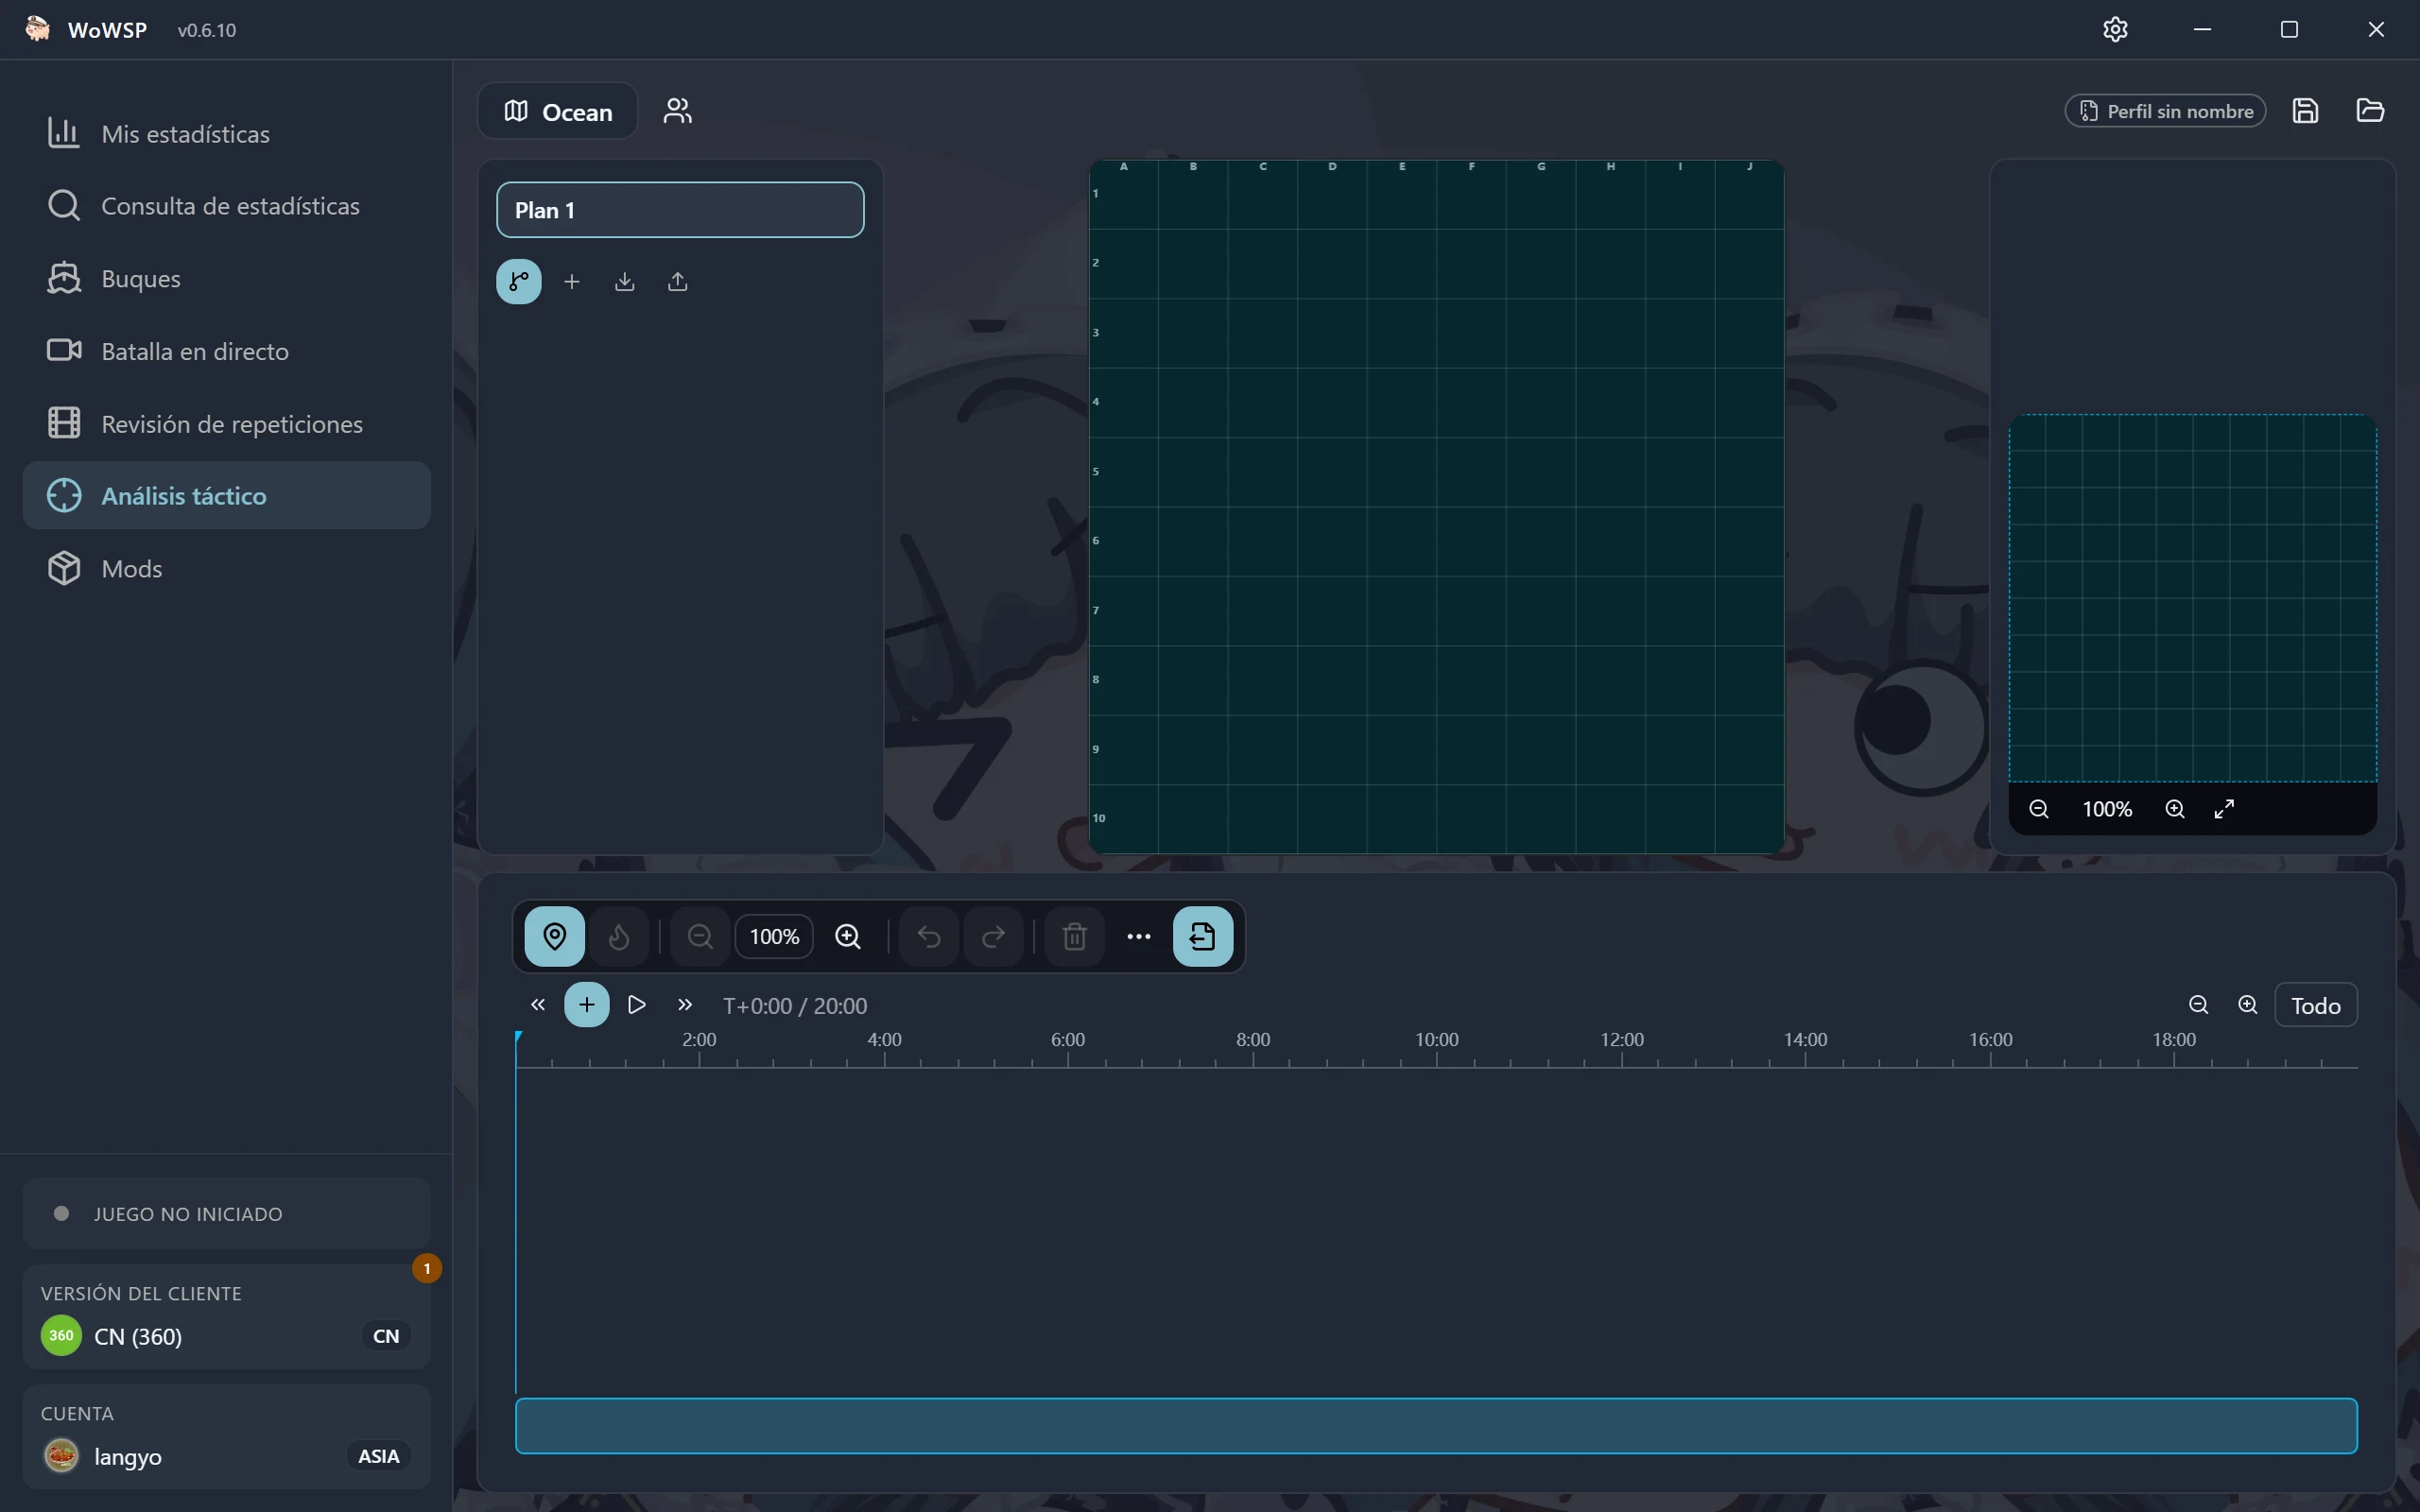 WoWSP v0.6.10
Mis estadísticas
Consulta de estadísticas
Buques
Batalla en directo
Revisión de repeticiones
Análisis táctico
Mods
JUEGO NO INICIADO
1
VERSIÓN DEL CLIENTE
360 CN (360) CN
CUENTA
langyo ASIA
Ocean
Perfil sin nombre
Plan 1
A B C D E F G H I J
1
2
3
4
5
6
7
8
9
10
100%
100%
T+0:00 / 20:00
Todo
2:00 4:00 6:00 8:00 10:00 12:00 14:00 16:00 18:00